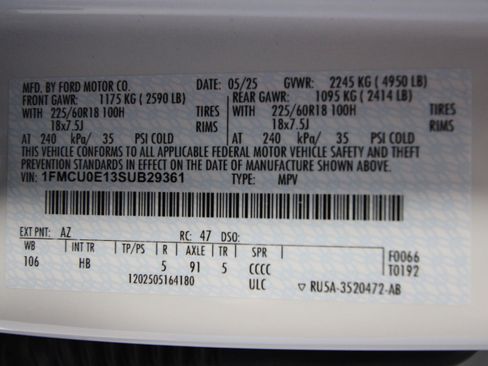 MFD. BY FORD MOTOR CO. DATE: 05/25 GVWR: 2245 KG ( 4950 LB)
FRONT GAWR: 1175 KG ( 2590 LB) REAR GAWR: 1095 KG ( 2414 LB)
WITH 225/60R18 100H TIRES WITH 225/60R18 100H TIRES
18x7.5J RIMS 18x7.5J RIMS
AT 240 kPa/ 35 PSI COLD AT 240 kPa/ 35 PSI COLD
THIS VEHICLE CONFORMS TO ALL APPLICABLE FEDERAL MOTOR VEHICLE SAFETY AND THEFT
PREVENTION STANDARDS IN EFFECT ON THE DATE OF MANUFACTURE SHOWN ABOVE.
VIN: 1FMCU0E13SUB29361 TYPE: MPV
EXT PNT: AZ RC: 47 DSO:
WB INT TR TP/PS R AXLE TR SPR F0066
106 HB 5 91 5 CCCC T0192
1202505164180 ULC ▽ RU5A-3520472-AB